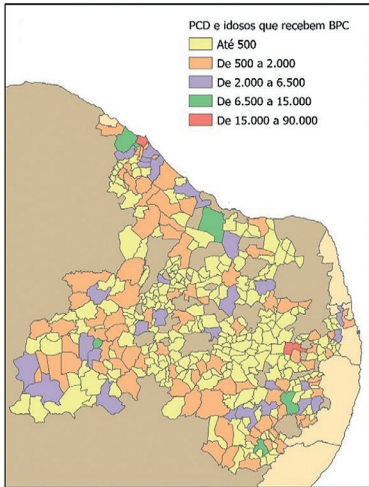 PCD e idosos que recebem BPC
Até 500
De 500 a 2.000
De 2.000 a 6.500
De 6.500 a 15.000
De 15.000 a 90.000